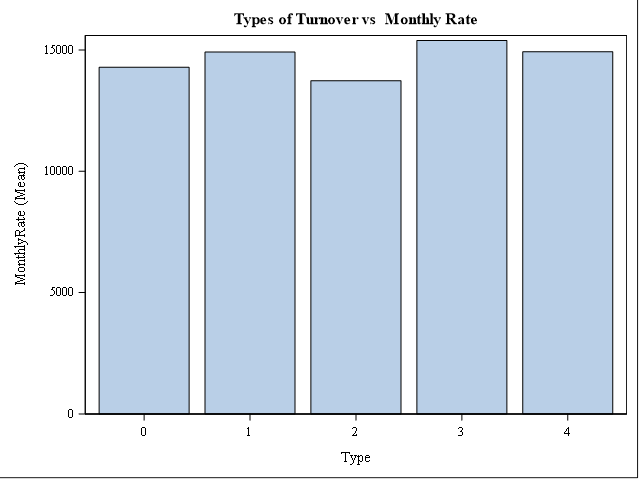 Types of Turnover vs  Monthly Rate
MonthlyRate (Mean)
15000
10000
5000
0
0 1 2 3 4
Type